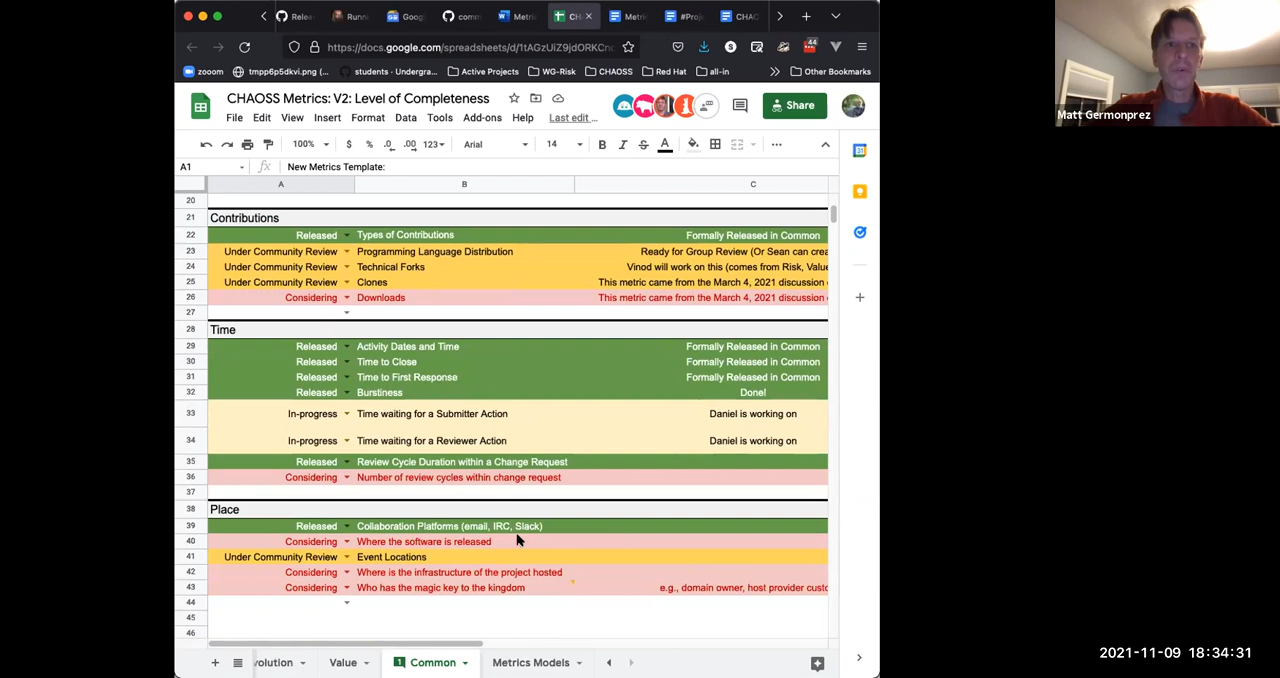 Relea
Runni
Goog
comm
Metri
CH
Metri
#Proj
CHAO
https://docs.google.com/spreadsheets/d/1tAGzUiZ9jdORKCn
44
zooom
tmpp6p5dkvi.png (...
students - Undergra...
Active Projects
WG-Risk
CHAOSS
Red Hat
all-in
Other Bookmarks
CHAOSS Metrics: V2: Level of Completeness
Share
File Edit View Insert Format Data Tools Add-ons Help Last edit ...
100% $ % .0 .00 123 Arial 14 B I S A
A1 fx New Metrics Template:
A B C
20
21 Contributions
22 Released Types of Contributions Formally Released in Common
23 Under Community Review Programming Language Distribution Ready for Group Review (Or Sean can crea
24 Under Community Review Technical Forks Vinod will work on this (comes from Risk, Value
25 Under Community Review Clones This metric came from the March 4, 2021 discussion
26 Considering Downloads This metric came from the March 4, 2021 discussion
27
28 Time
29 Released Activity Dates and Time Formally Released in Common
30 Released Time to Close Formally Released in Common
31 Released Time to First Response Formally Released in Common
32 Released Burstiness Done!
33 In-progress Time waiting for a Submitter Action Daniel is working on
34 In-progress Time waiting for a Reviewer Action Daniel is working on
35 Released Review Cycle Duration within a Change Request
36 Considering Number of review cycles within change request
37
38 Place
39 Released Collaboration Platforms (email, IRC, Slack)
40 Considering Where the software is released
41 Under Community Review Event Locations
42 Considering Where is the infrastructure of the project hosted
43 Considering Who has the magic key to the kingdom e.g., domain owner, host provider custo
44
45
46
volution Value 1 Common Metrics Models
Matt Germonprez
31
2021-11-09 18:34:31